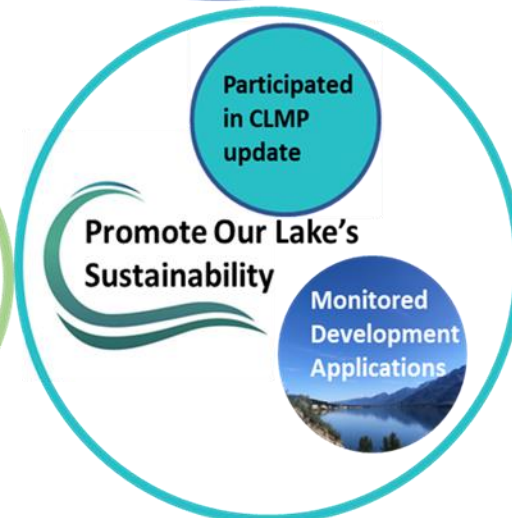 Participated
in CLMP
update
Promote Our Lake's
Sustainability
Monitored
Development
Applications